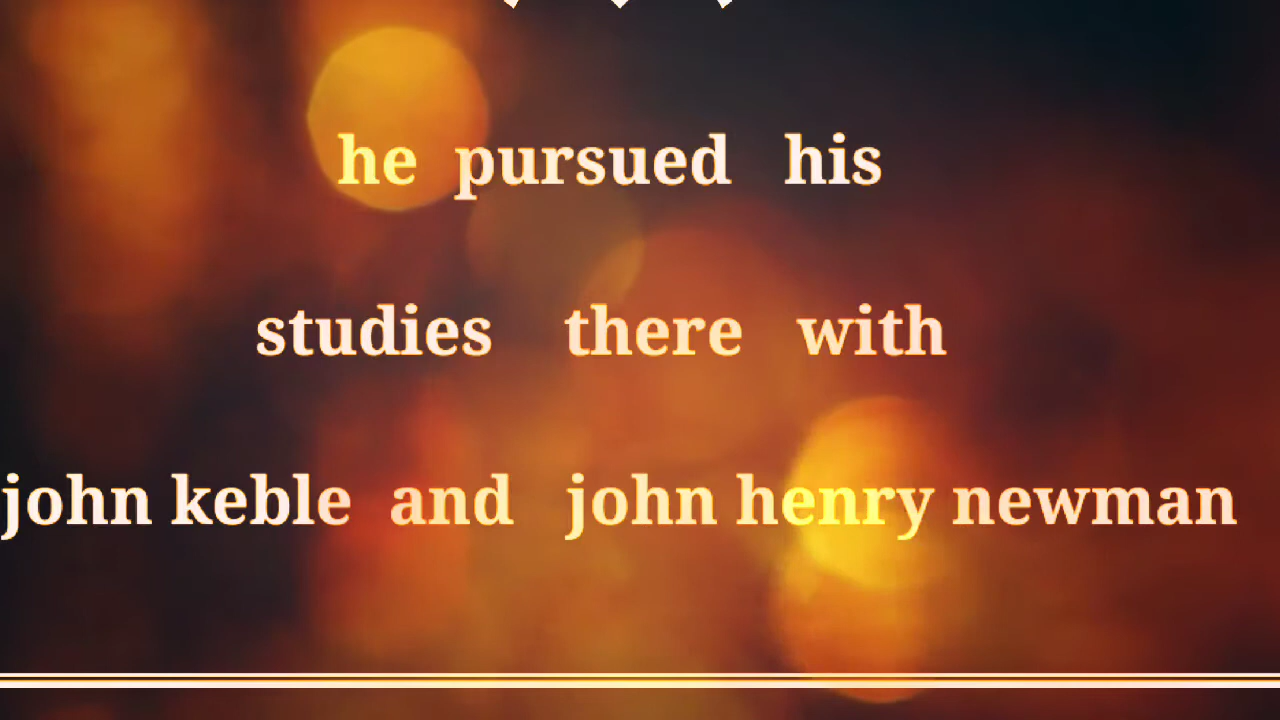 he pursued his
studies there with
john keble and john henry newman